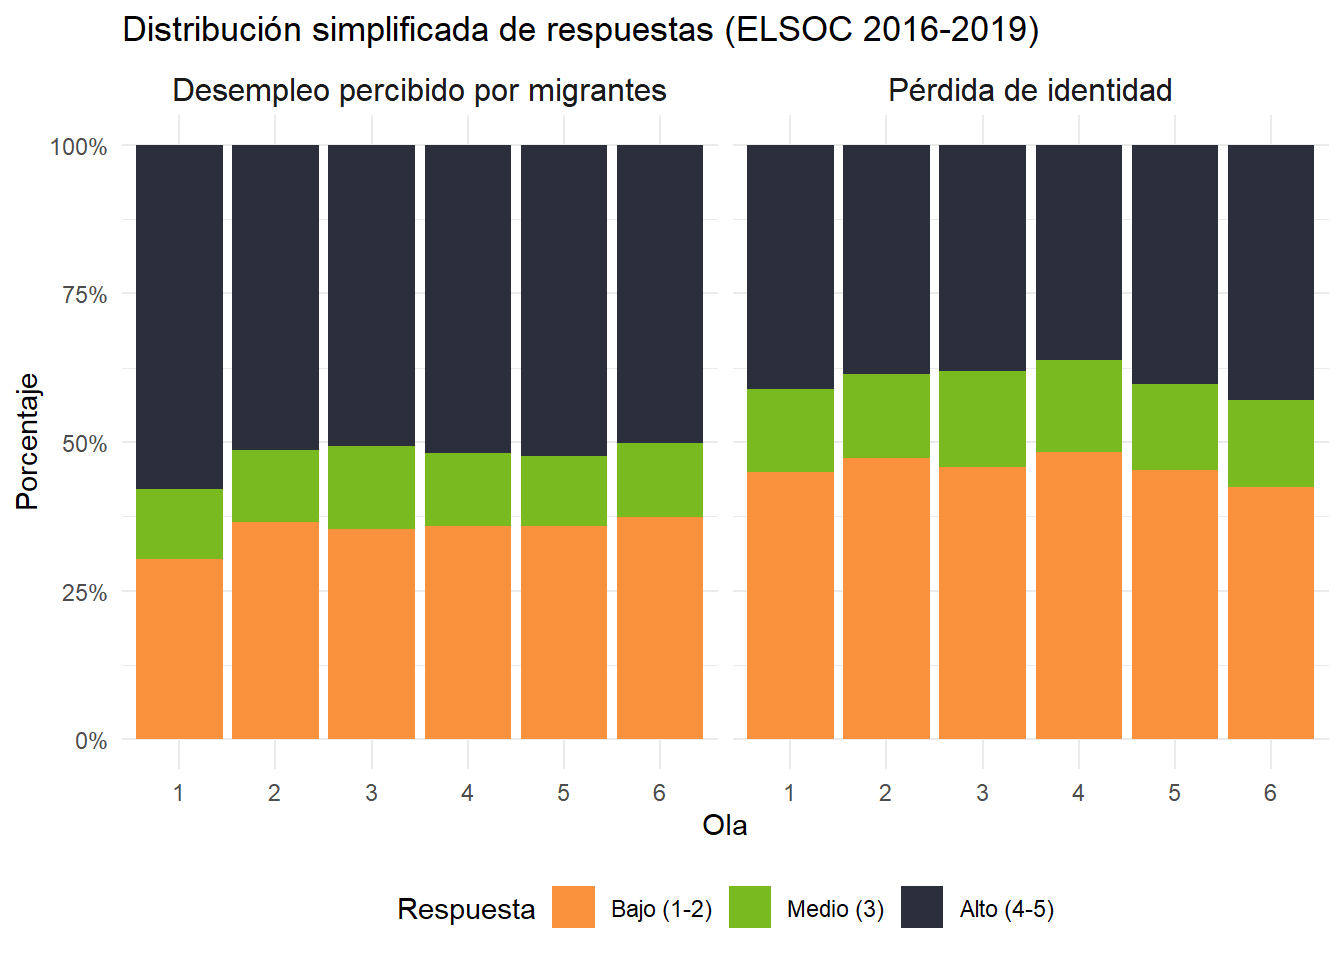 Distribución simplificada de respuestas (ELSOC 2016-2019)
Desempleo percibido por migrantes
Pérdida de identidad
100%
75%
50%
25%
0%
Porcentaje
1 2 3 4 5 6
1 2 3 4 5 6
Ola
Respuesta Bajo (1-2) Medio (3) Alto (4-5)